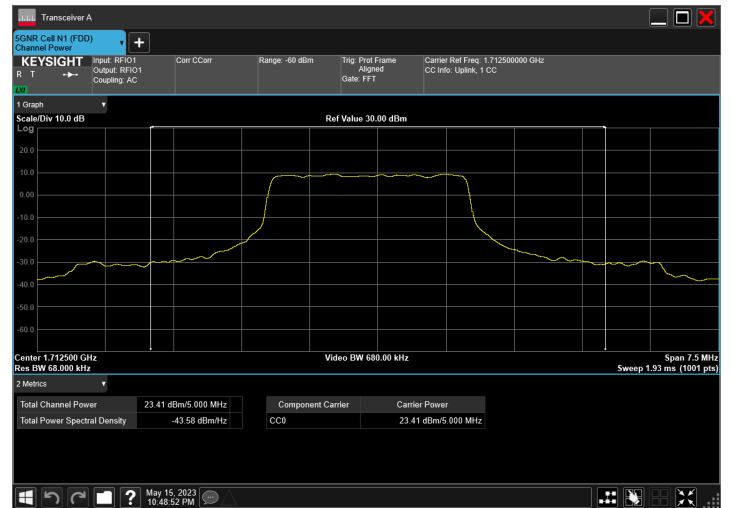 Transceiver A
5GNR Cell N1 (FDD)
Channel Power
KEYSIGHT
R T
LXI
Input: RFIO1
Output: RFIO1
Coupling: AC
Corr CCorr
Range: -60 dBm
Trig: Prot Frame
Aligned
Gate: FFT
Carrier Ref Freq: 1.712500000 GHz
CC Info: Uplink, 1 CC
1 Graph
Scale/Div 10.0 dB
Ref Value 30.00 dBm
Log
20.0
10.0
0.00
-10.0
-20.0
-30.0
-40.0
-50.0
-60.0
Center 1.712500 GHz
Video BW 680.00 kHz
Span 7.5 MHz
Res BW 68.000 kHz
Sweep 1.93 ms (1001 pts)
2 Metrics
Total Channel Power 23.41 dBm/5.000 MHz
Total Power Spectral Density -43.58 dBm/Hz
Component Carrier Carrier Power
CC0 23.41 dBm/5.000 MHz
?
May 15, 2023
10:48:52 PM